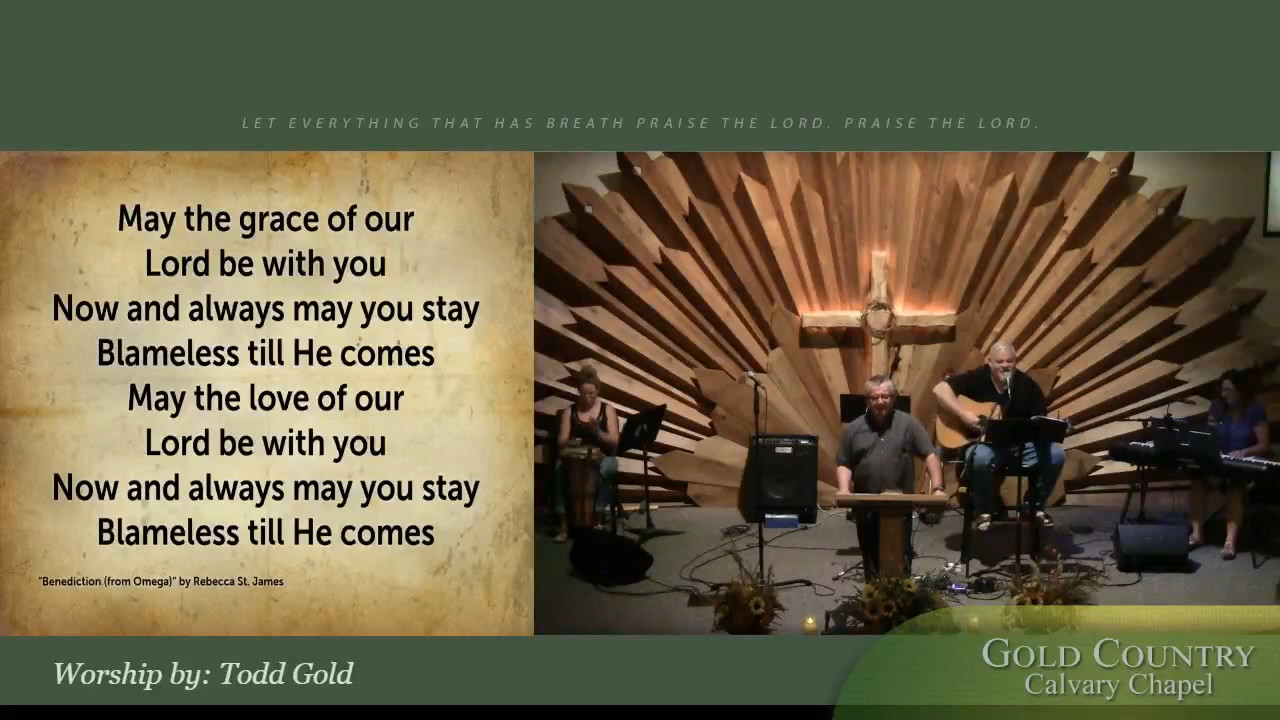 LET EVERYTHING THAT HAS BREATH PRAISE THE LORD. PRAISE THE LORD.
May the grace of our
Lord be with you
Now and always may you stay
Blameless till He comes
May the love of our
Lord be with you
Now and always may you stay
Blameless till He comes
"Benediction (from Omega)" by Rebecca St. James
Worship by: Todd Gold
GOLD COUNTRY
Calvary Chapel